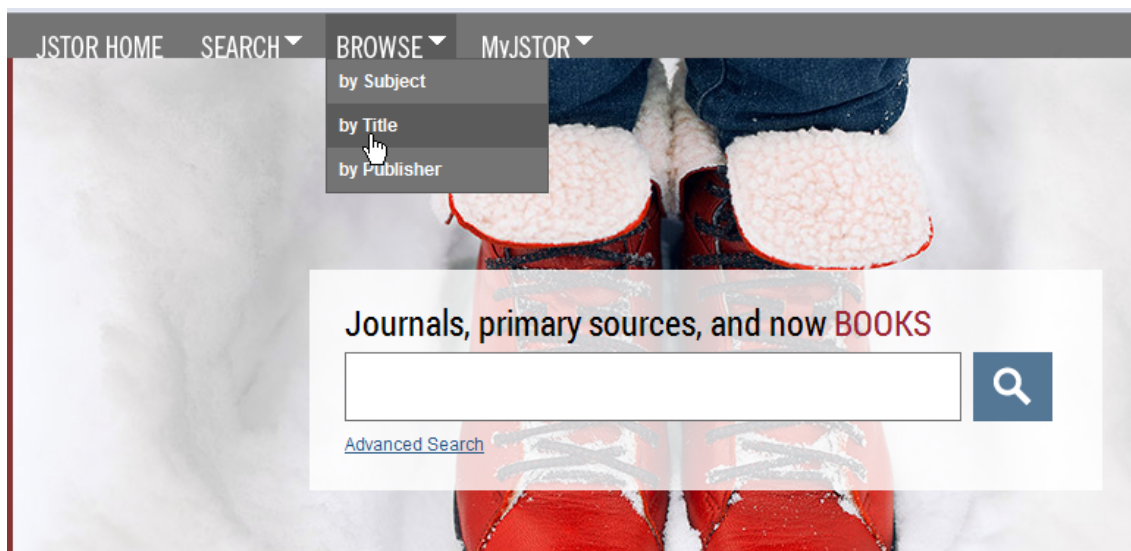 JSTOR HOME SEARCH BROWSE MyJSTOR
by Subject
by Title
by Publisher
Journals, primary sources, and now BOOKS
Advanced Search